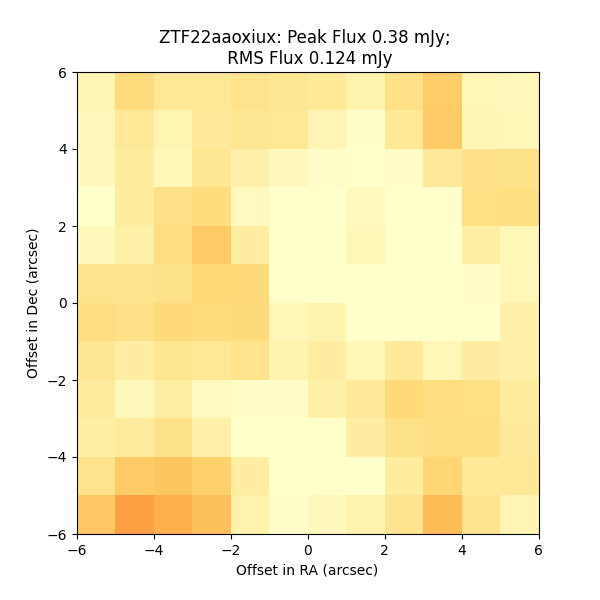 ZTF22aaoxiux: Peak Flux 0.38 mJy;
RMS Flux 0.124 mJy
6
4
2
0
−2
−4
−6
Offset in Dec (arcsec)
−6 −4 −2 0 2 4 6
Offset in RA (arcsec)